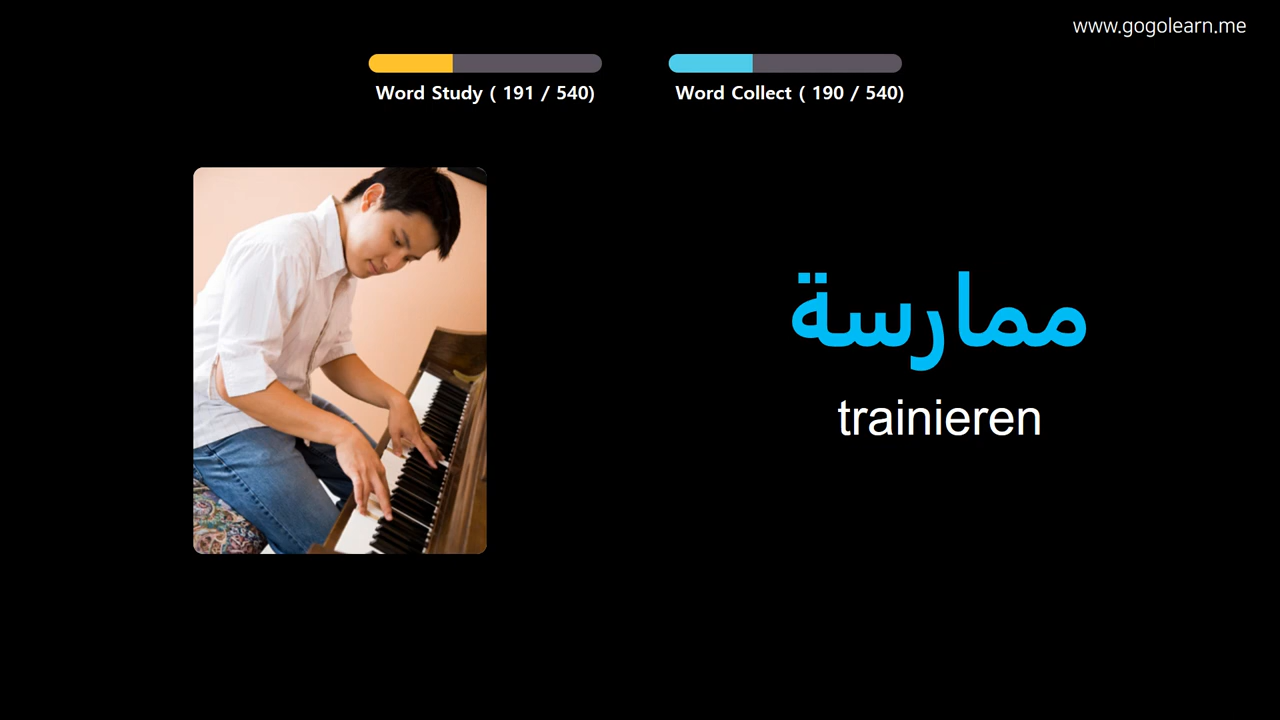 www.gogolearn.me
Word Study ( 191 / 540)
Word Collect ( 190 / 540)
ممارسة
trainieren